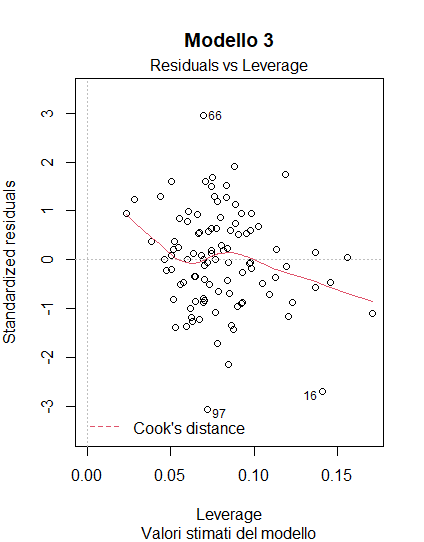 Modello 3
Residuals vs Leverage
Standardized residuals
3
2
1
0
-1
-2
-3
66
16
97
Cook's distance
0.00
0.05
0.10
0.15
Leverage
Valori stimati del modello